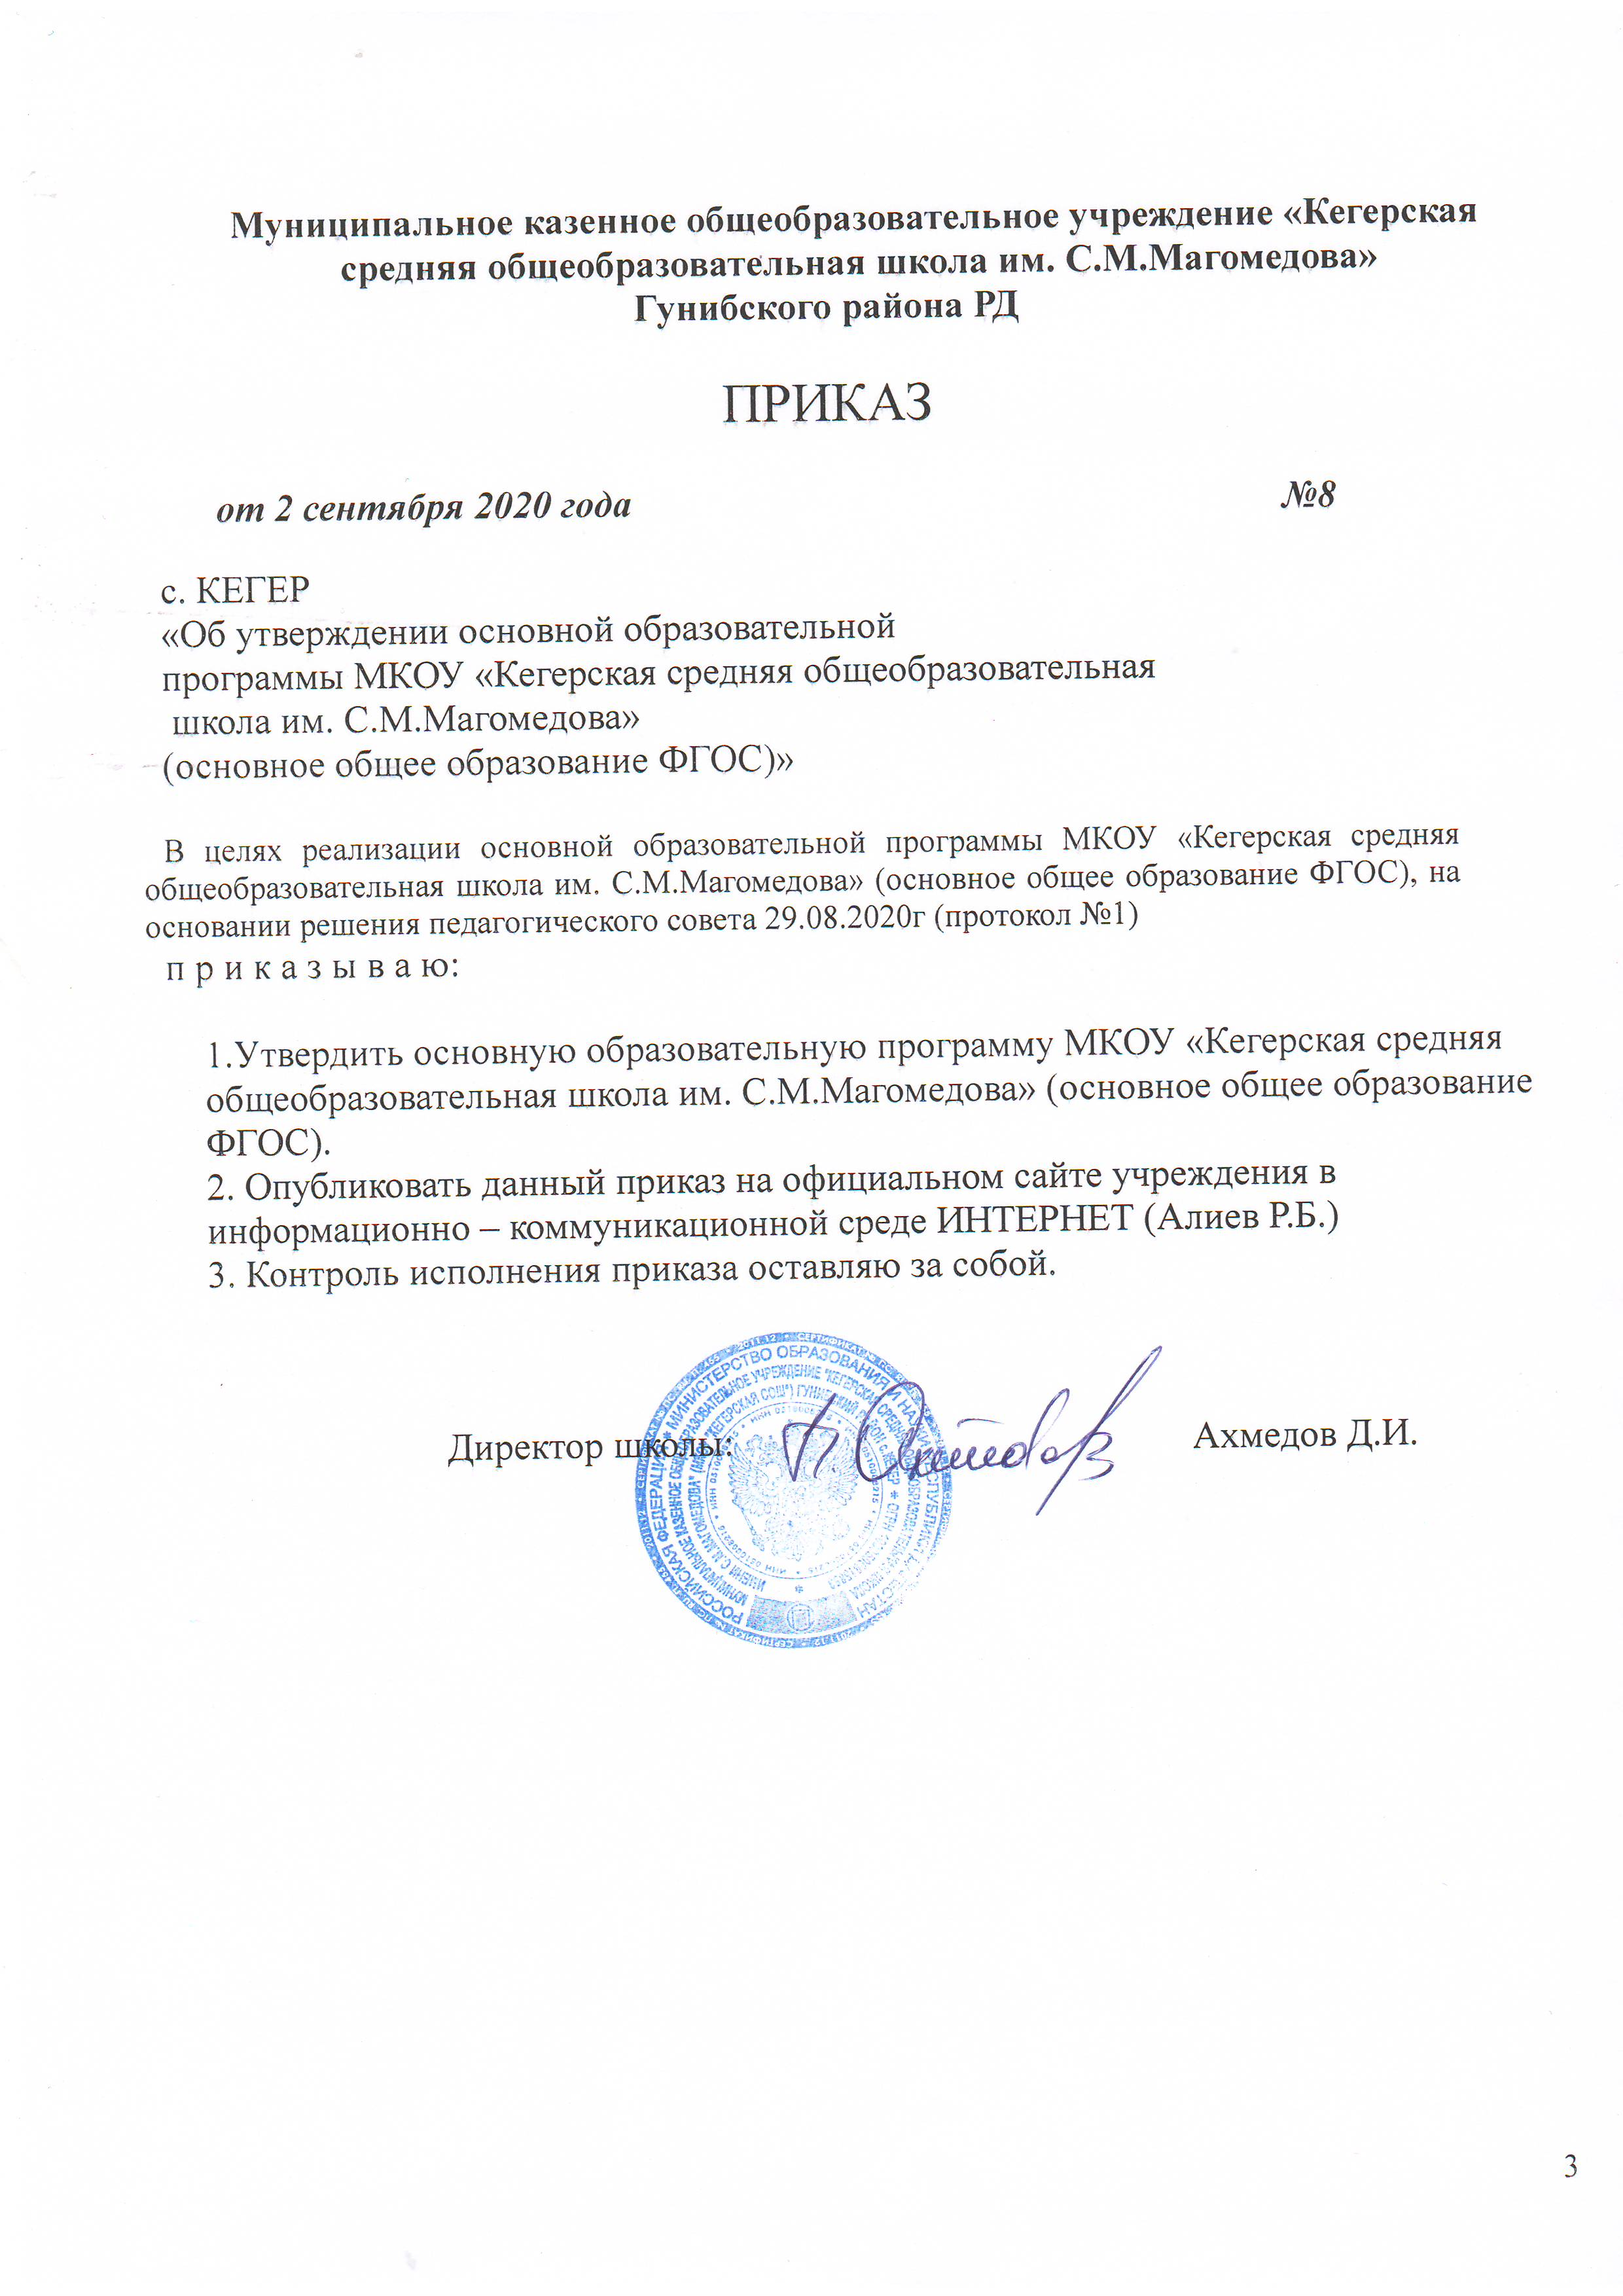 Муниципальное казенное общеобразовательное учреждение «Кегерская
средняя общеобразовательная школа им. С.М.Магомедова»
Гунибского района РД
ПРИКАЗ
от 2 сентября 2020 года №8
с. КЕГЕР
«Об утверждении основной образовательной
программы МКОУ «Кегерская средняя общеобразовательная
школа им. С.М.Магомедова»
(основное общее образование ФГОС)»
В целях реализации основной образовательной программы МКОУ «Кегерская средняя
общеобразовательная школа им. С.М.Магомедова» (основное общее образование ФГОС), на
основании решения педагогического совета 29.08.2020г (протокол №1)
п р и к а з ы в а ю:
1.Утвердить основную образовательную программу МКОУ «Кегерская средняя
общеобразовательная школа им. С.М.Магомедова» (основное общее образование
ФГОС).
2. Опубликовать данный приказ на официальном сайте учреждения в
информационно – коммуникационной среде ИНТЕРНЕТ (Алиев Р.Б.)
3. Контроль исполнения приказа оставляю за собой.
Директор школы: Ахмедов Д.И.
РОССИЙСКАЯ ФЕДЕРАЦИЯ * МИНИСТЕРСТВО ОБРАЗОВАНИЯ И
3